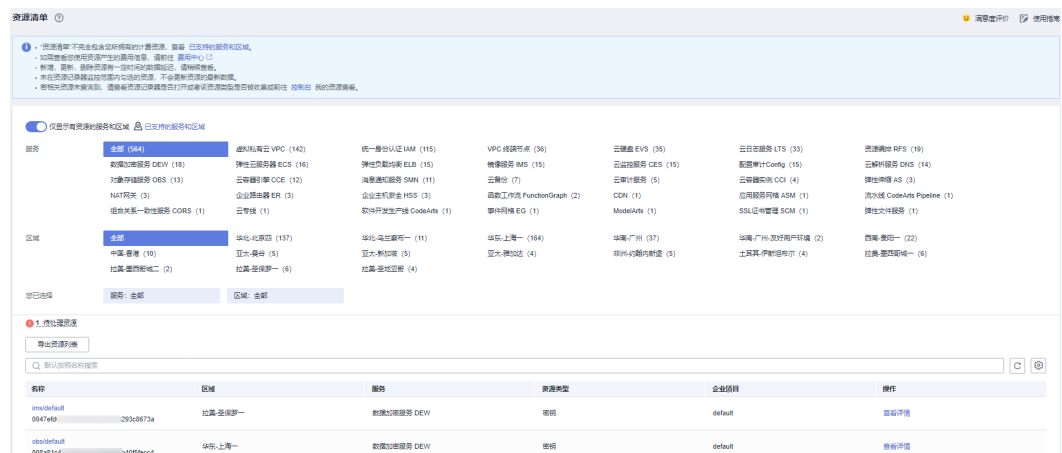 资源清单
满意度评价 使用指南
· "资源清单"不完全包含您所拥有的计费资源，查看 已支持的服务和区域。
· 如需查看您使用资源产生的费用信息，请前往 费用中心
· 新增、更新、删除资源有一定时间的数据延迟，请稍候查看。
· 未在资源记录器监控范围内勾选的资源，不会更新资源的最新数据。
· 若相关资源未查询到，请查看资源记录器是否打开或者该资源类型是否被收集或前往 控制台 我的资源查看。
仅显示有资源的服务和区域 已支持的服务和区域
服务 全部 (564) 虚拟私有云 VPC (142) 统一身份认证 IAM (115) VPC 终端节点 (36) 云硬盘 EVS (35) 云日志服务 LTS (33) 资源编排 RFS (19)
数据加密服务 DEW (18) 弹性云服务器 ECS (16) 弹性负载均衡 ELB (15) 镜像服务 IMS (15) 云监控服务 CES (15) 配置审计Config (15) 云解析服务 DNS (14)
对象存储服务 OBS (13) 云容器引擎 CCE (12) 消息通知服务 SMN (11) 云备份 (7) 云审计服务 (5) 云容器实例 CCI (4) 弹性伸缩 AS (3)
NAT网关 (3) 企业路由器 ER (3) 企业主机安全 HSS (3) 函数工作流 FunctionGraph (2) CDN (1) 应用服务网格 ASM (1) 流水线 CodeArts Pipeline (1)
组合关系一致性服务 CORS (1) 云专线 (1) 软件开发生产线 CodeArts (1) 事件网格 EG (1) ModelArts (1) SSL证书管理 SCM (1) 弹性文件服务 (1)
区域 全部 华北-北京四 (137) 华北-乌兰察布一 (11) 华东-上海一 (164) 华南-广州 (37) 华南-广州-友好用户环境 (2) 西南-贵阳一 (22)
中国-香港 (10) 亚太-曼谷 (5) 亚太-新加坡 (5) 亚太-雅加达 (4) 非洲-约翰内斯堡 (5) 土耳其-伊斯坦布尔 (4) 拉美-墨西哥城一 (6)
拉美-墨西哥城二 (2) 拉美-圣保罗一 (6) 拉美-圣地亚哥 (4)
您已选择 服务：全部 区域：全部
1 待处理资源
导出资源列表
默认按照名称搜索
名称 区域 服务 资源类型 企业项目 操作
ims/default
0047efd 293c8673a 拉美-圣保罗一 数据加密服务 DEW 密钥 default 查看详情
obs/default
华东-上海一 数据加密服务 DEW 密钥 default 查看详情